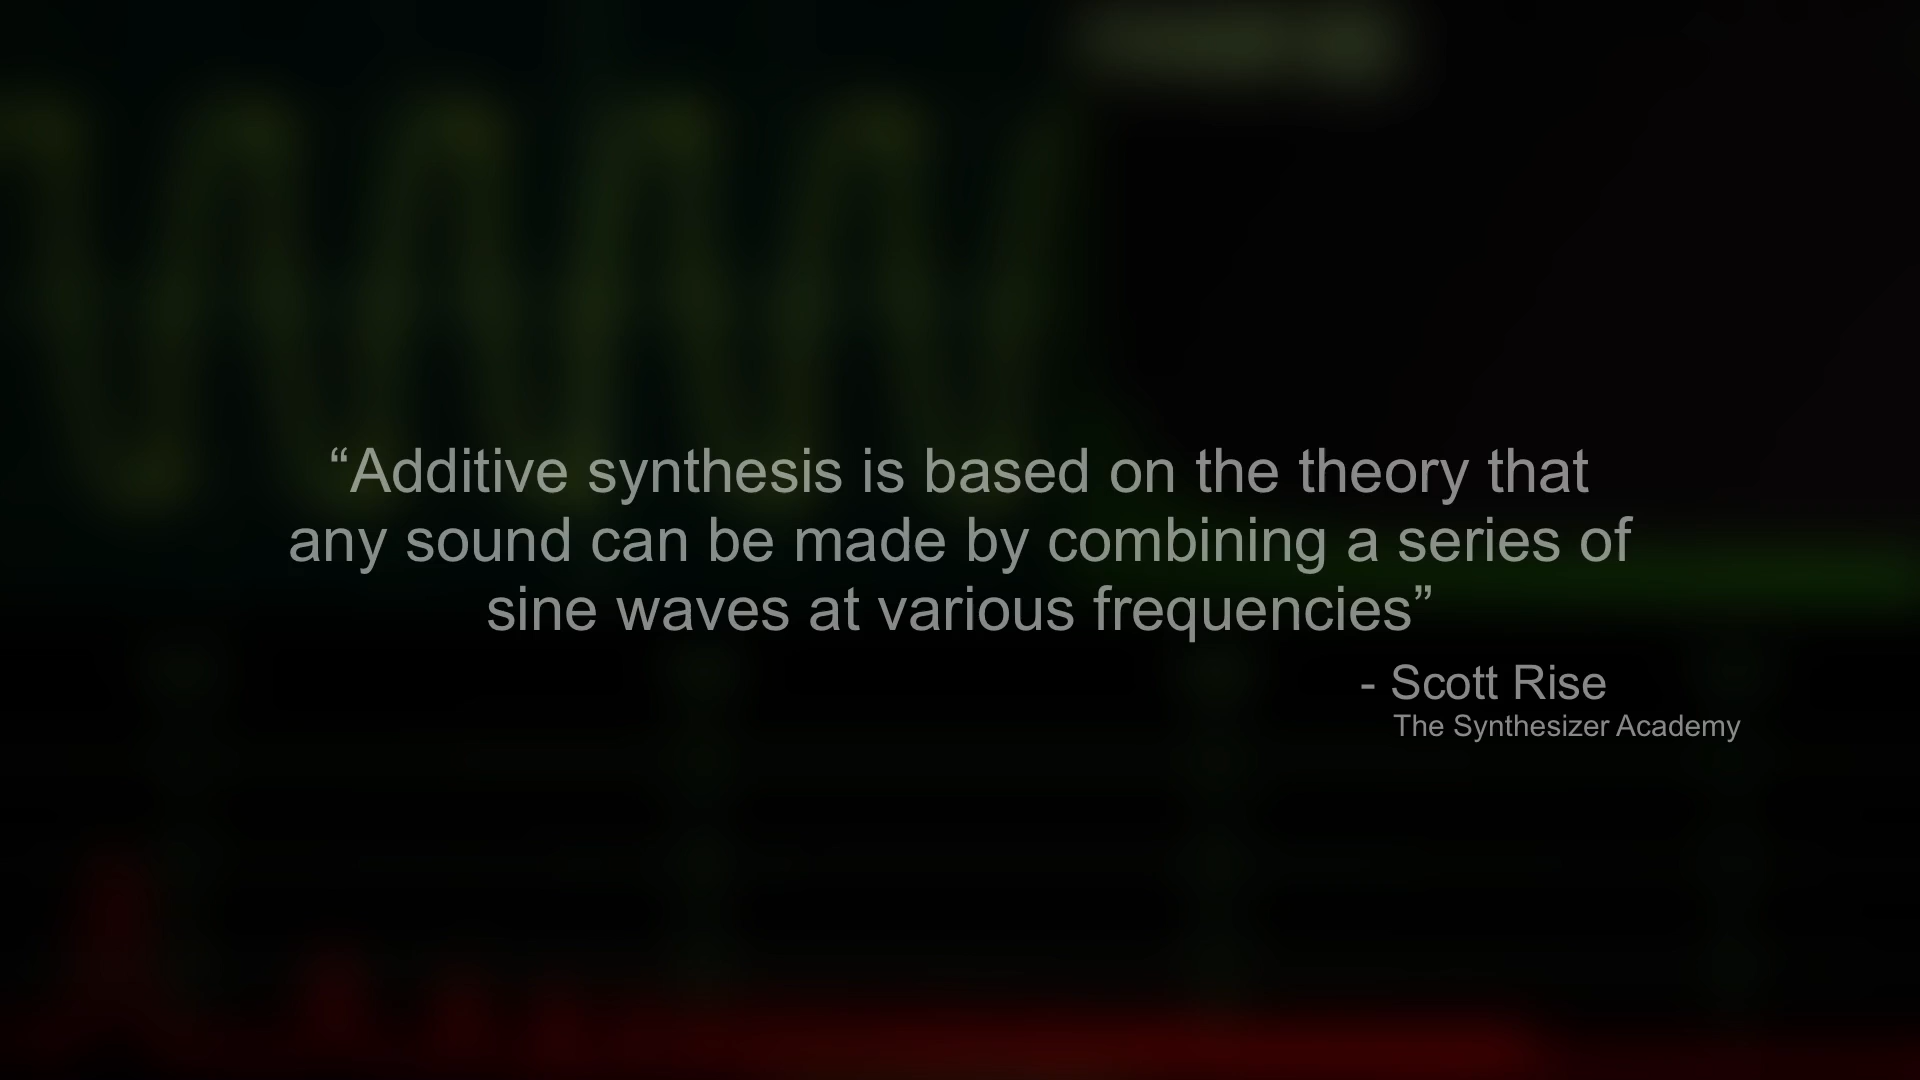 “Additive synthesis is based on the theory that
any sound can be made by combining a series of
sine waves at various frequencies”
- Scott Rise
The Synthesizer Academy